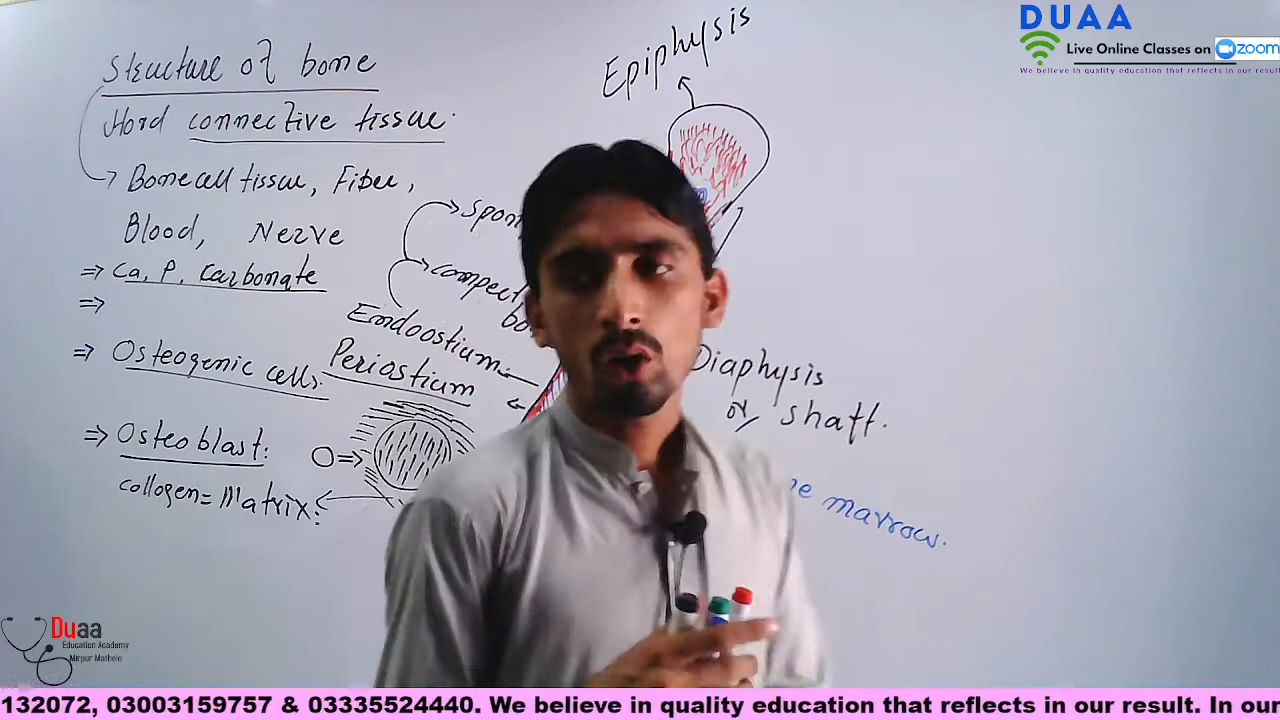 Structure of bone
Hard connective tissue.
Bone cell tissue, Fiber,
Blood, Nerve
⇒ Ca, P, Karbonate
⇒
⇒ Osteogenic cells:
⇒ Osteoblast:
collagen = Matrix:
Epiphysis
compect
Endoostium
Periostium
O⇒
Diaphysis
or shaft.
marrow.
DUAA
Live Online Classes on zoom
We believe in quality education that reflects in our result
Duaa
Education Academy
Mirpur Mathelo
132072, 03003159757 & 03335524440. We believe in quality education that reflects in our result. In our